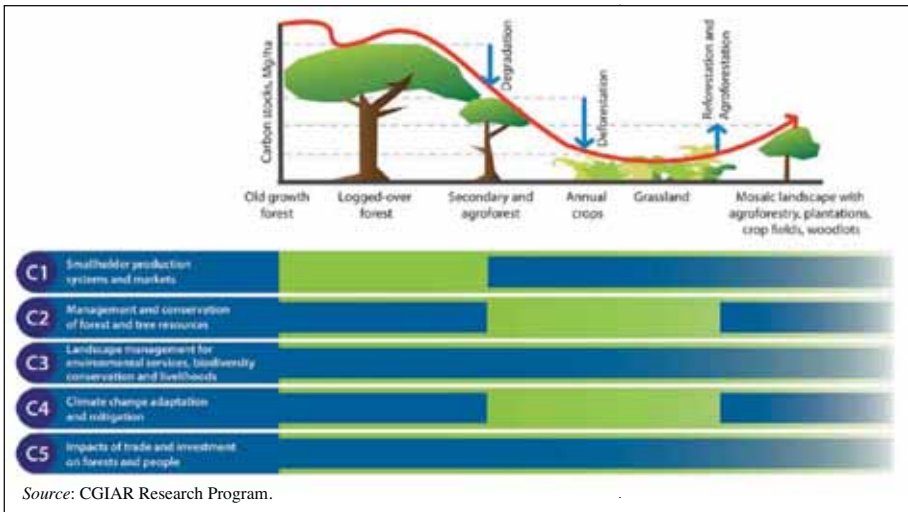 Carbon stocks, Mg/ha
Degradation
Deforestation
Reforestation and
Agroforestation
Old growth
forest
Logged-over
forest
Secondary and
agroforest
Annual
crops
Grassland
Mosaic landscape with
agroforestry, plantations,
crop fields, woodlots
C1
Smallholder production
systems and markets
C2
Management and conservation
of forest and tree resources
C3
Landscape management for
environmental services, biodiversity
conservation and livelihoods
C4
Climate change adaptation
and mitigation
C5
Impacts of trade and investment
on forests and people
Source: CGIAR Research Program.